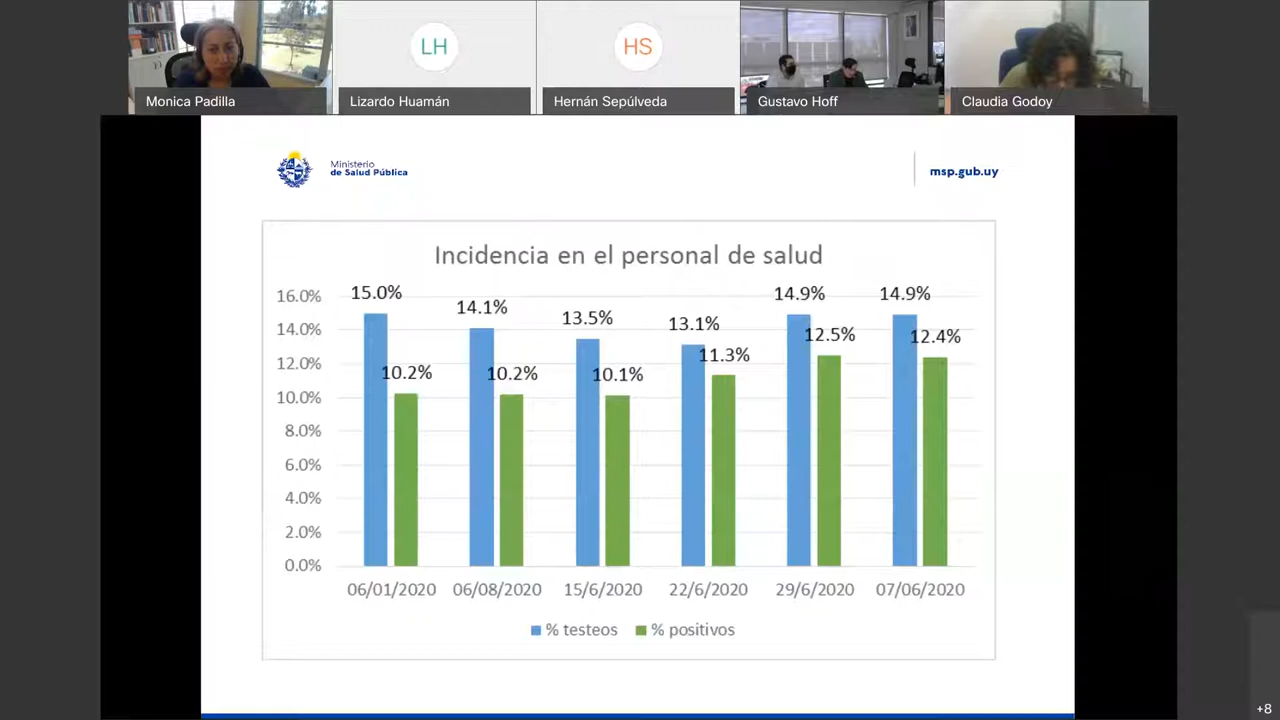 LH
HS
Monica Padilla
Lizardo Huamán
Hernán Sepúlveda
Gustavo Hoff
Claudia Godoy
Ministerio
de Salud Pública
msp.gub.uy
Incidencia en el personal de salud
16.0%
14.0%
12.0%
10.0%
8.0%
6.0%
4.0%
2.0%
0.0%
15.0%
10.2%
14.1%
10.2%
13.5%
10.1%
13.1%
11.3%
14.9%
12.5%
14.9%
12.4%
06/01/2020
06/08/2020
15/6/2020
22/6/2020
29/6/2020
07/06/2020
% testeos
% positivos
+8